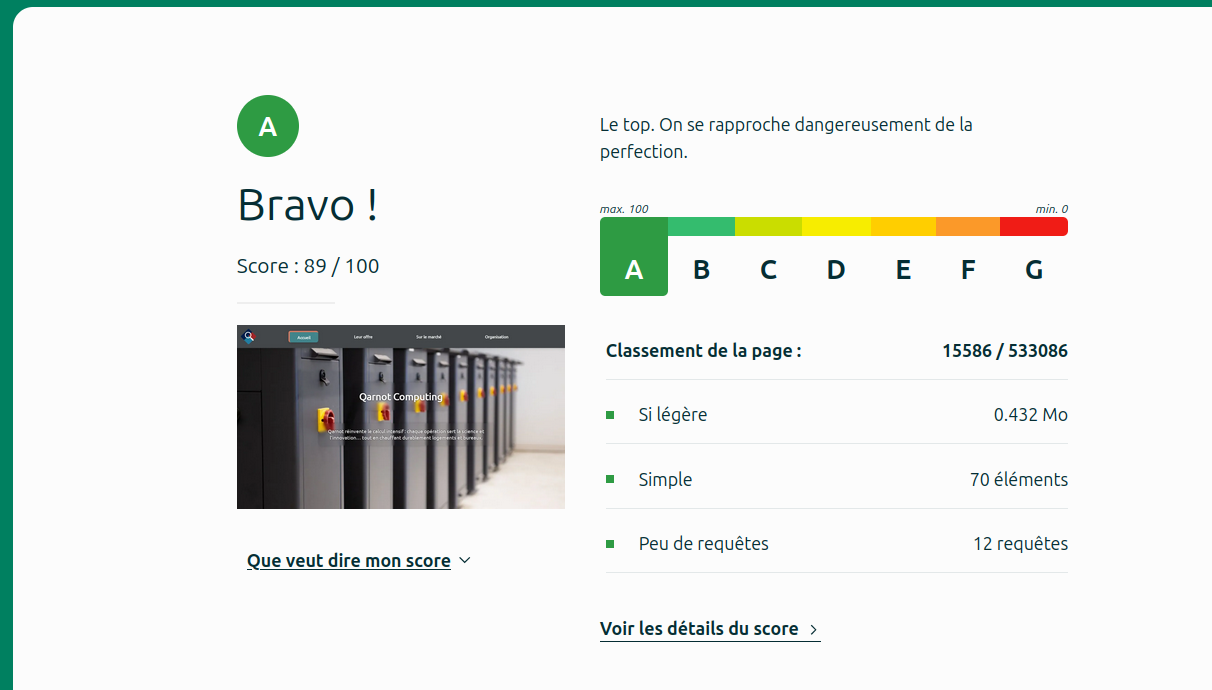 A
Bravo !
Score : 89 / 100
Accueil
Leur offre
Sur le marché
Organisation
Qarnot Computing
Qarnot réinvente le calcul intensif : chaque opération sert la science et
l'innovation… tout en chauffant durablement logements et bureaux.
Que veut dire mon score
Le top. On se rapproche dangereusement de la
perfection.
max. 100
min. 0
A B C D E F G
Classement de la page : 15586 / 533086
Si légère 0.432 Mo
Simple 70 éléments
Peu de requêtes 12 requêtes
Voir les détails du score